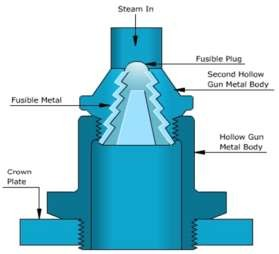 Steam In
Fusible Plug
Second Hollow
Gun Metal Body
Fusible Metal
Hollow Gun
Metal Body
Crown
Plate